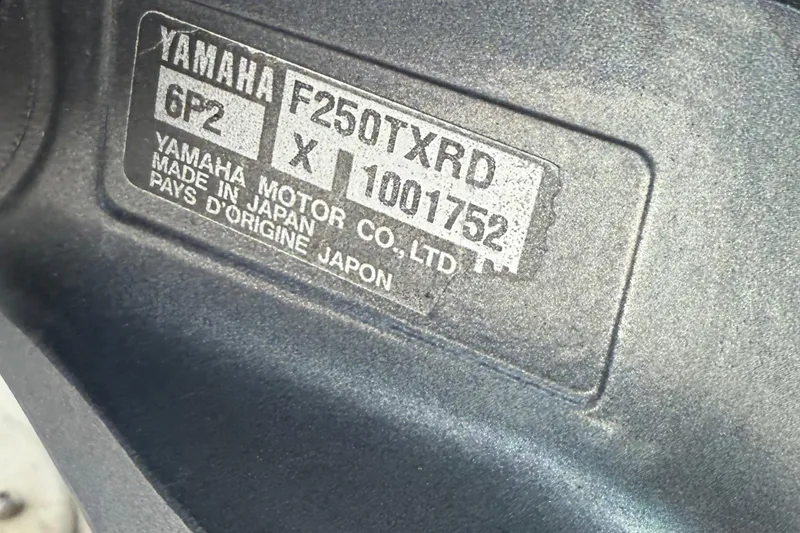 YAMAHA
F250TXRD
6P2
X
1001752
YAMAHA MOTOR CO., LTD
MADE IN JAPAN
PAYS D'ORIGINE JAPON